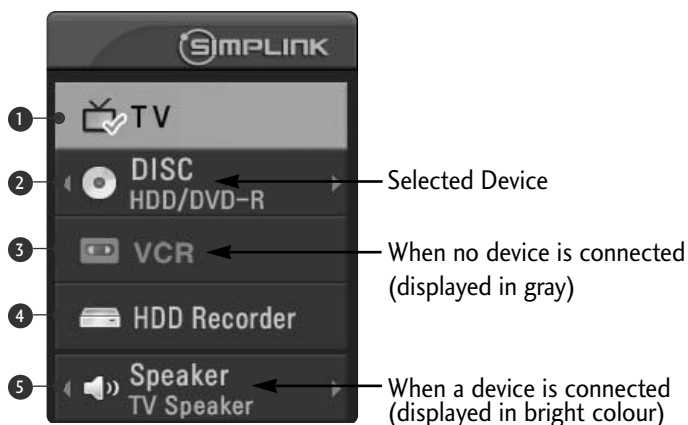 SIMPLINK
1 TV
2 DISC
HDD/DVD-R
Selected Device
3 VCR
When no device is connected
(displayed in gray)
4 HDD Recorder
5 Speaker
TV Speaker
When a device is connected
(displayed in bright colour)